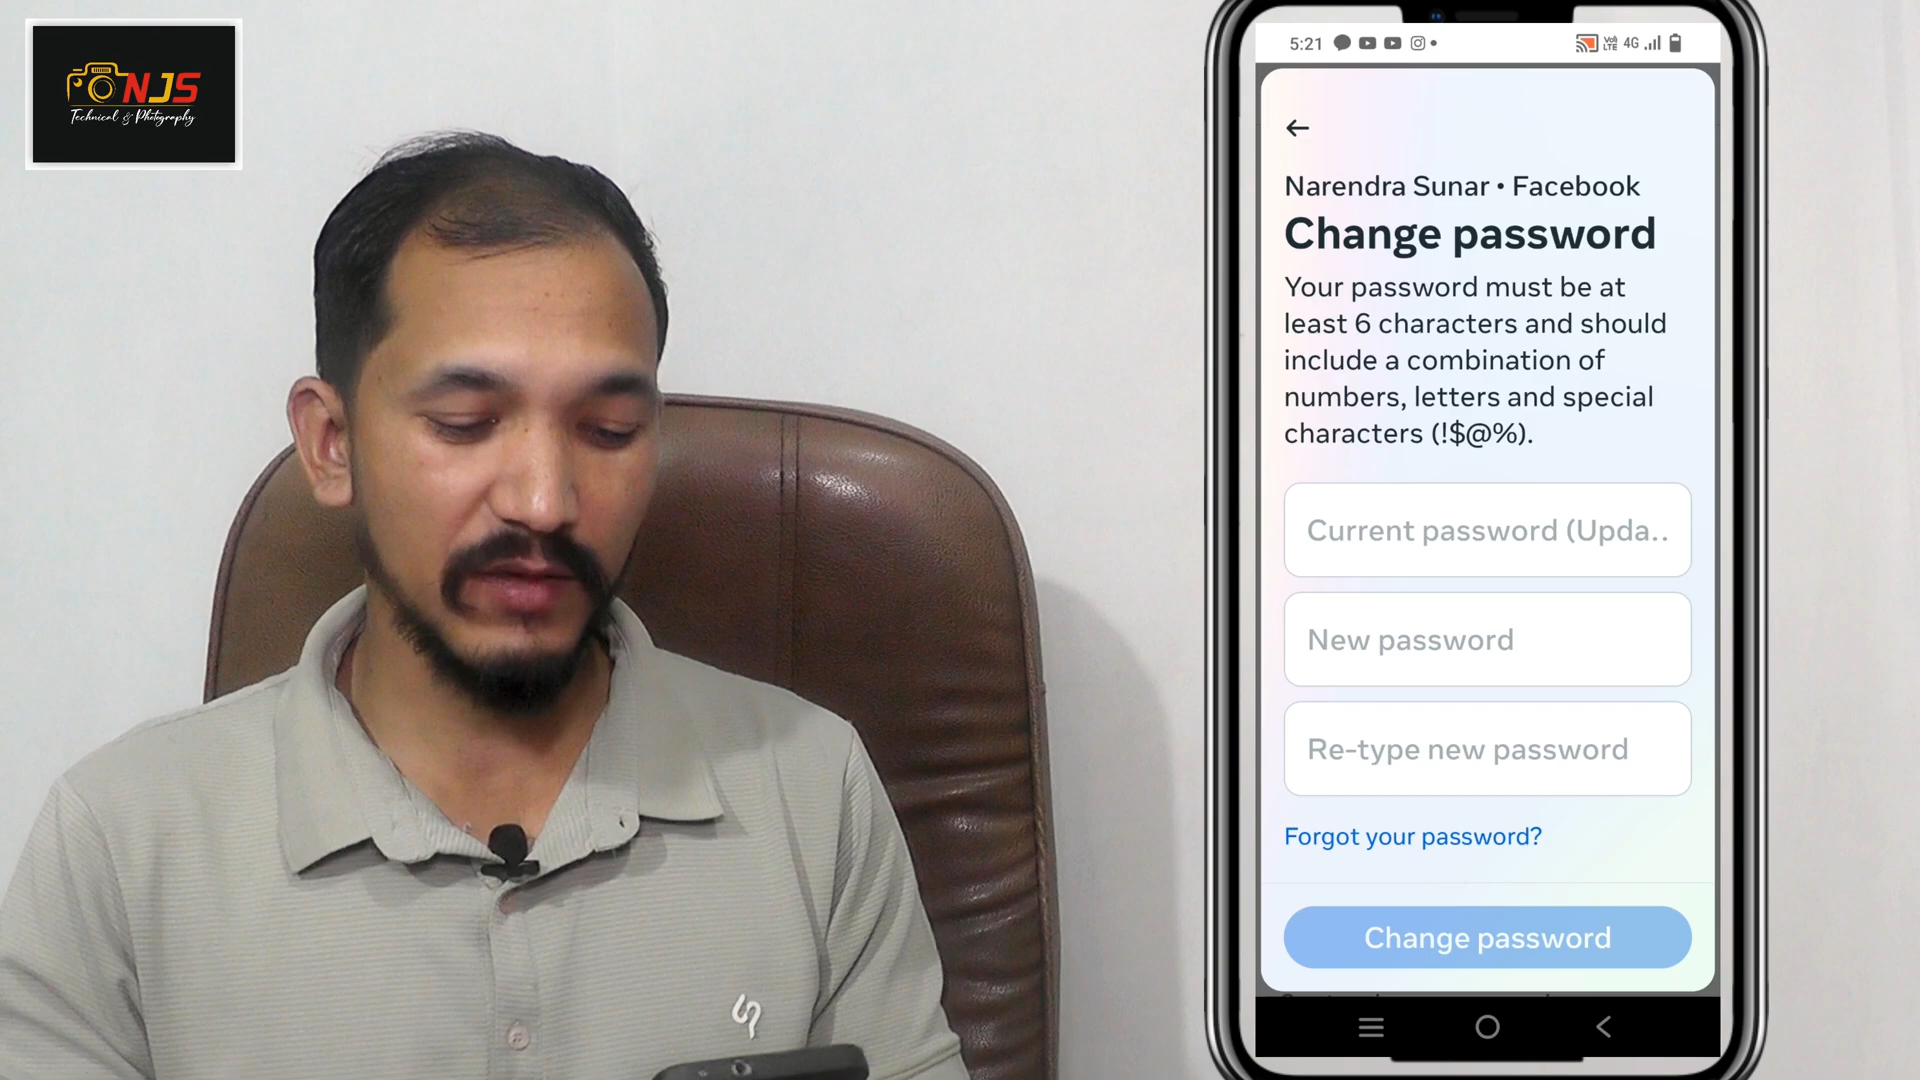 NJS
Technical & Photography
5:21
VoLTE 4G
Narendra Sunar • Facebook
Change password
Your password must be at
least 6 characters and should
include a combination of
numbers, letters and special
characters (!$@%).
Current password (Upda..
New password
Re-type new password
Forgot your password?
Change password